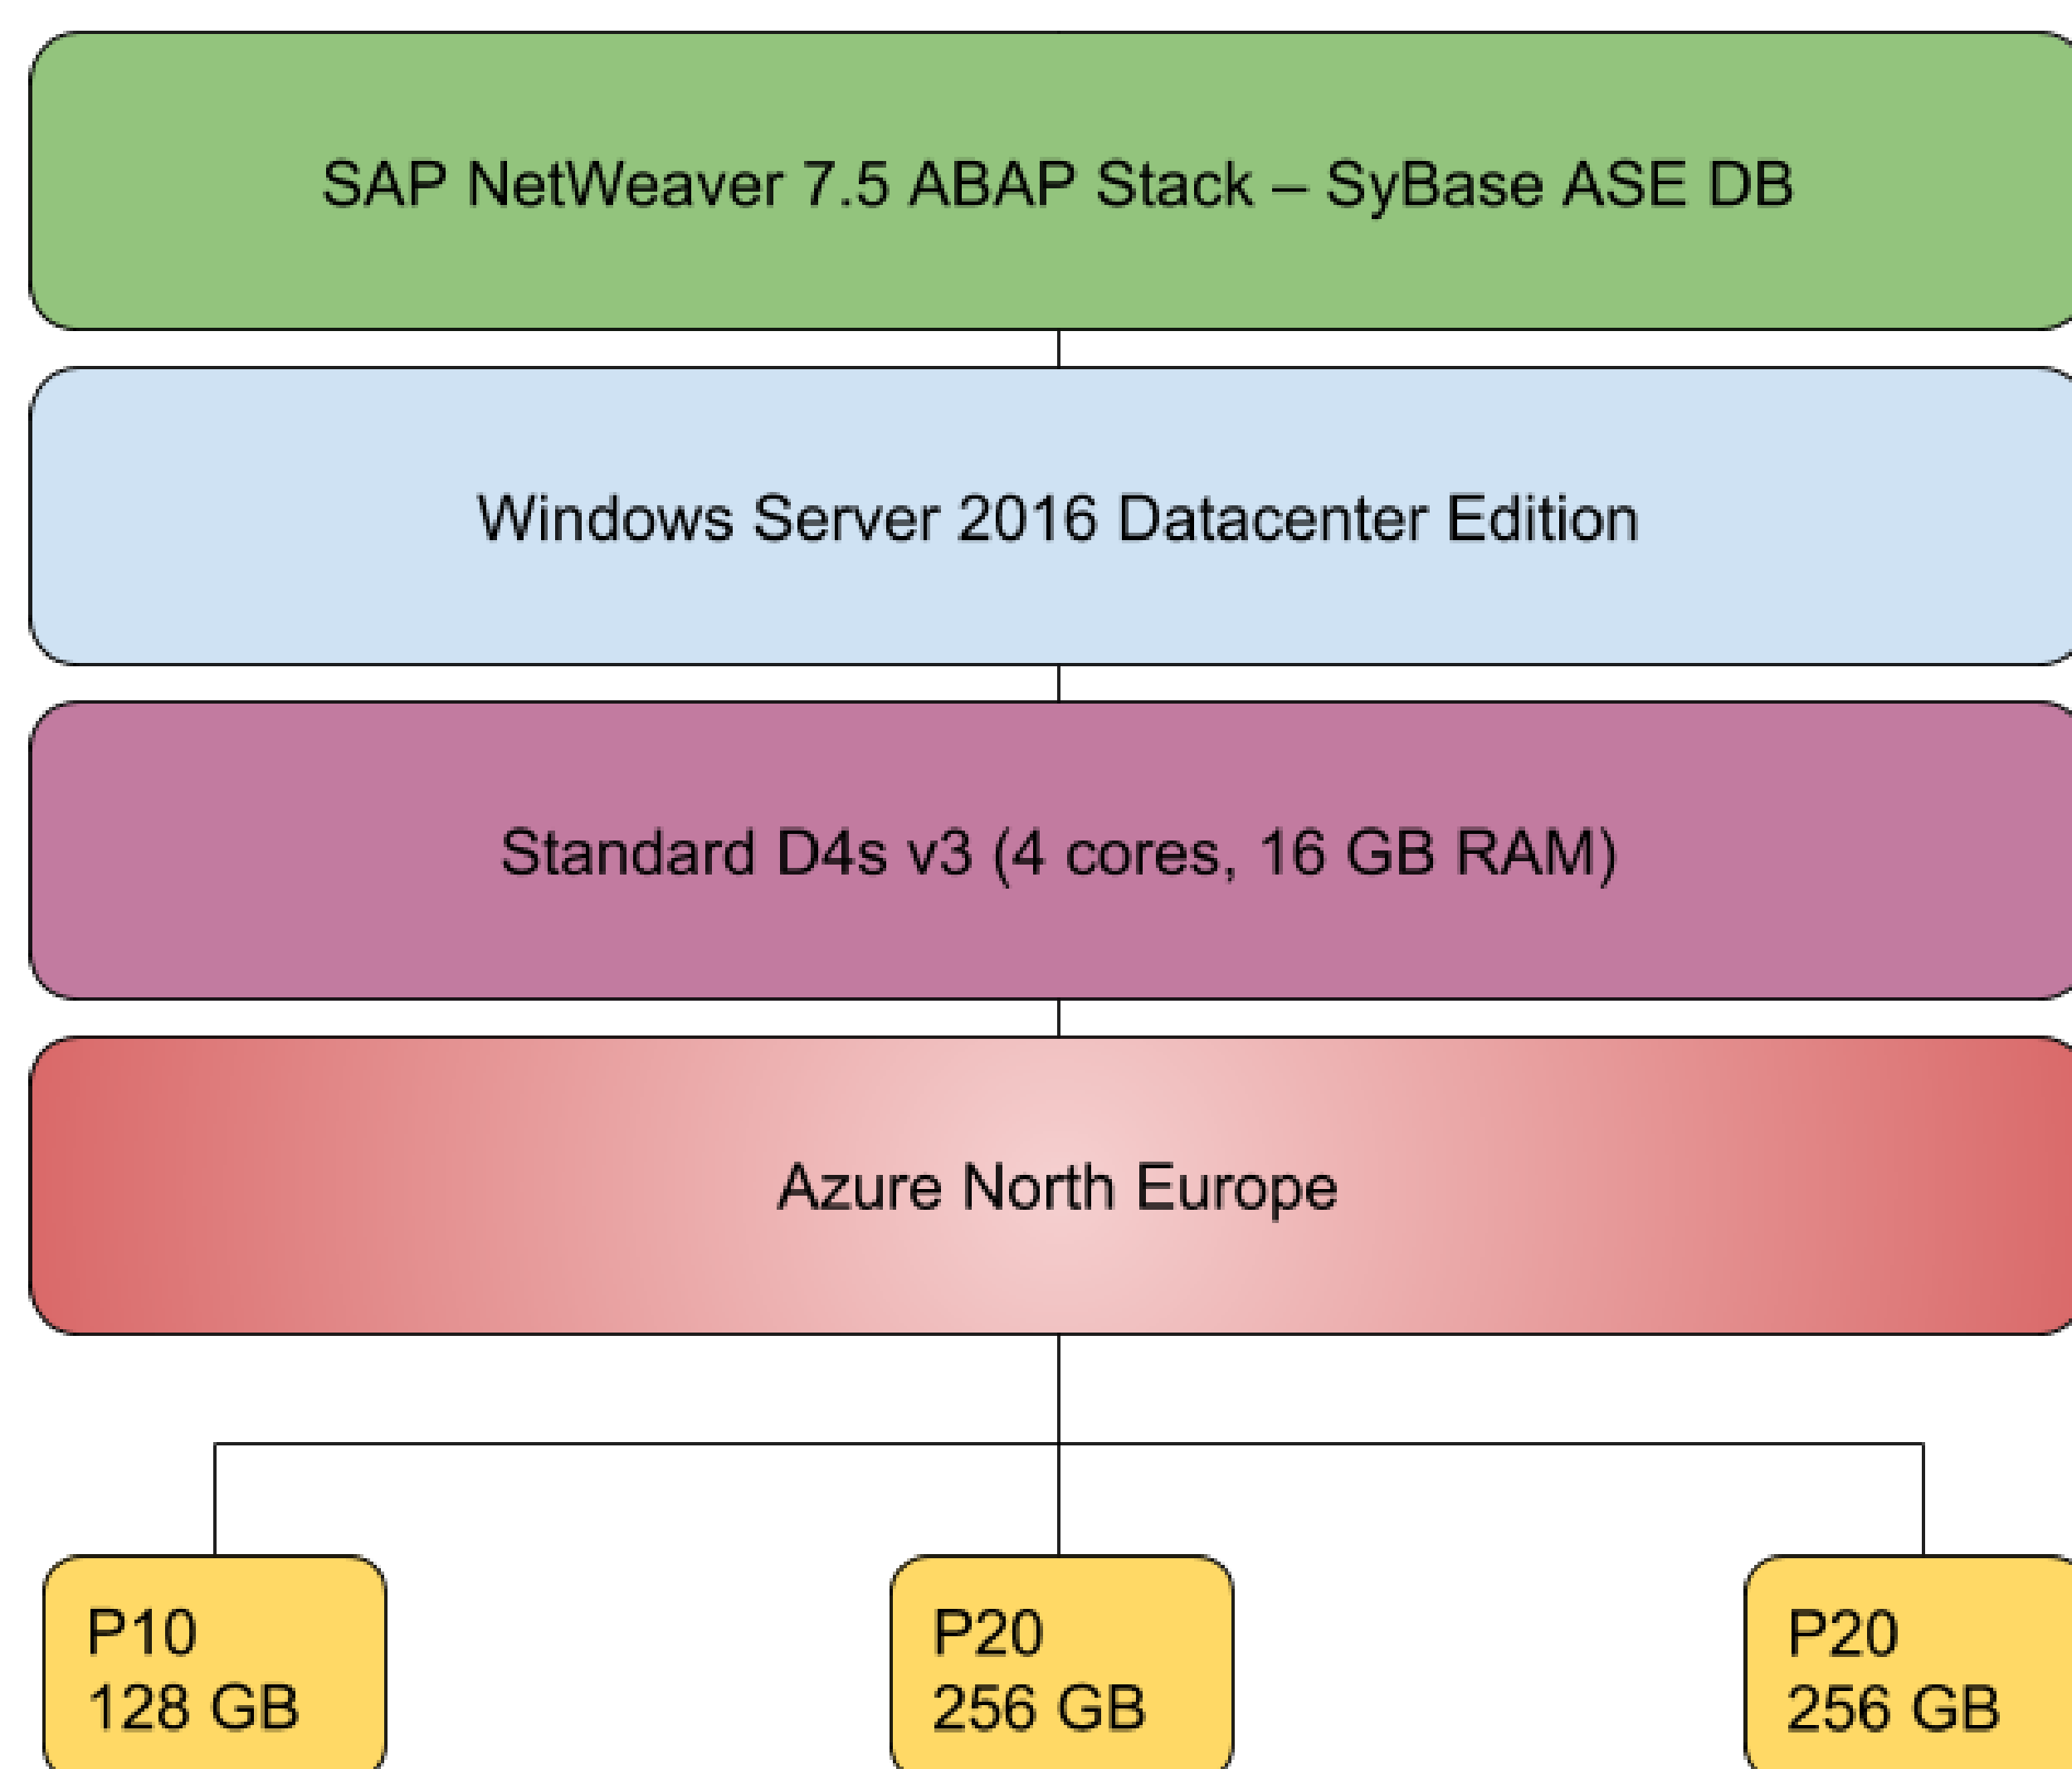 SAP NetWeaver 7.5 ABAP Stack – SyBase ASE DB
Windows Server 2016 Datacenter Edition
Standard D4s v3 (4 cores, 16 GB RAM)
Azure North Europe
P10
128 GB
P20
256 GB
P20
256 GB